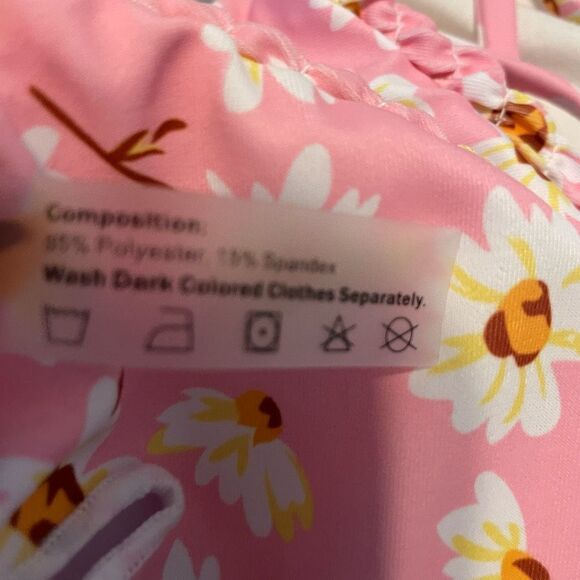 Composition:
85% Polyester, 15% Spandex
Wash Dark Colored Clothes Separately.